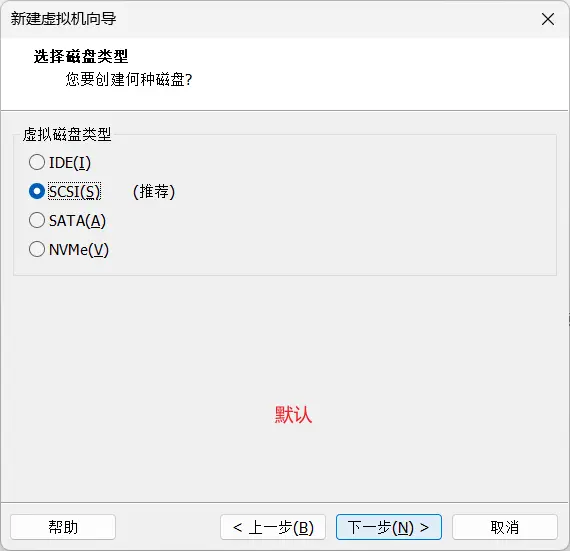 新建虚拟机向导
选择磁盘类型
您要创建何种磁盘?
虚拟磁盘类型
IDE(I)
SCSI(S) (推荐)
SATA(A)
NVMe(V)
默认
帮助 < 上一步(B) 下一步(N) > 取消